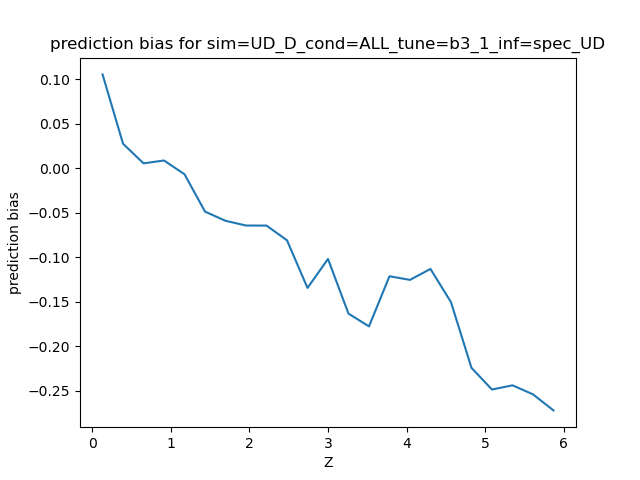 prediction bias for sim=UD_D_cond=ALL_tune=b3_1_inf=spec_UD
0.10
0.05
0.00
−0.05
−0.10
−0.15
−0.20
−0.25
prediction bias
0 1 2 3 4 5 6
Z